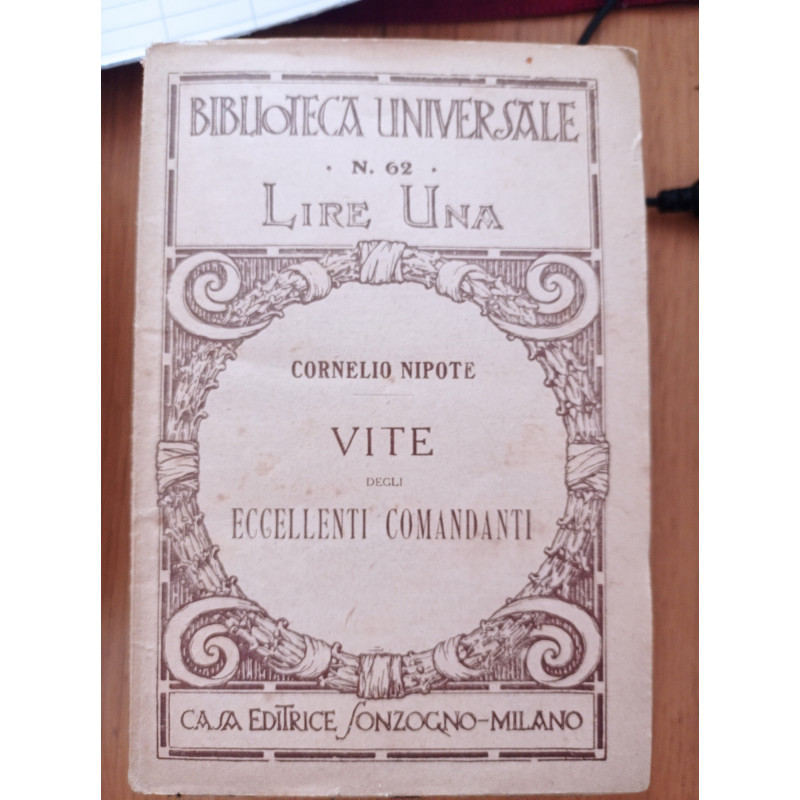 BIBLIOTECA UNIVERSALE
· N. 62 ·
LIRE UNA
CORNELIO NIPOTE
VITE
DEGLI
ECCELLENTI COMANDANTI
CASA EDITRICE SONZOGNO-MILANO